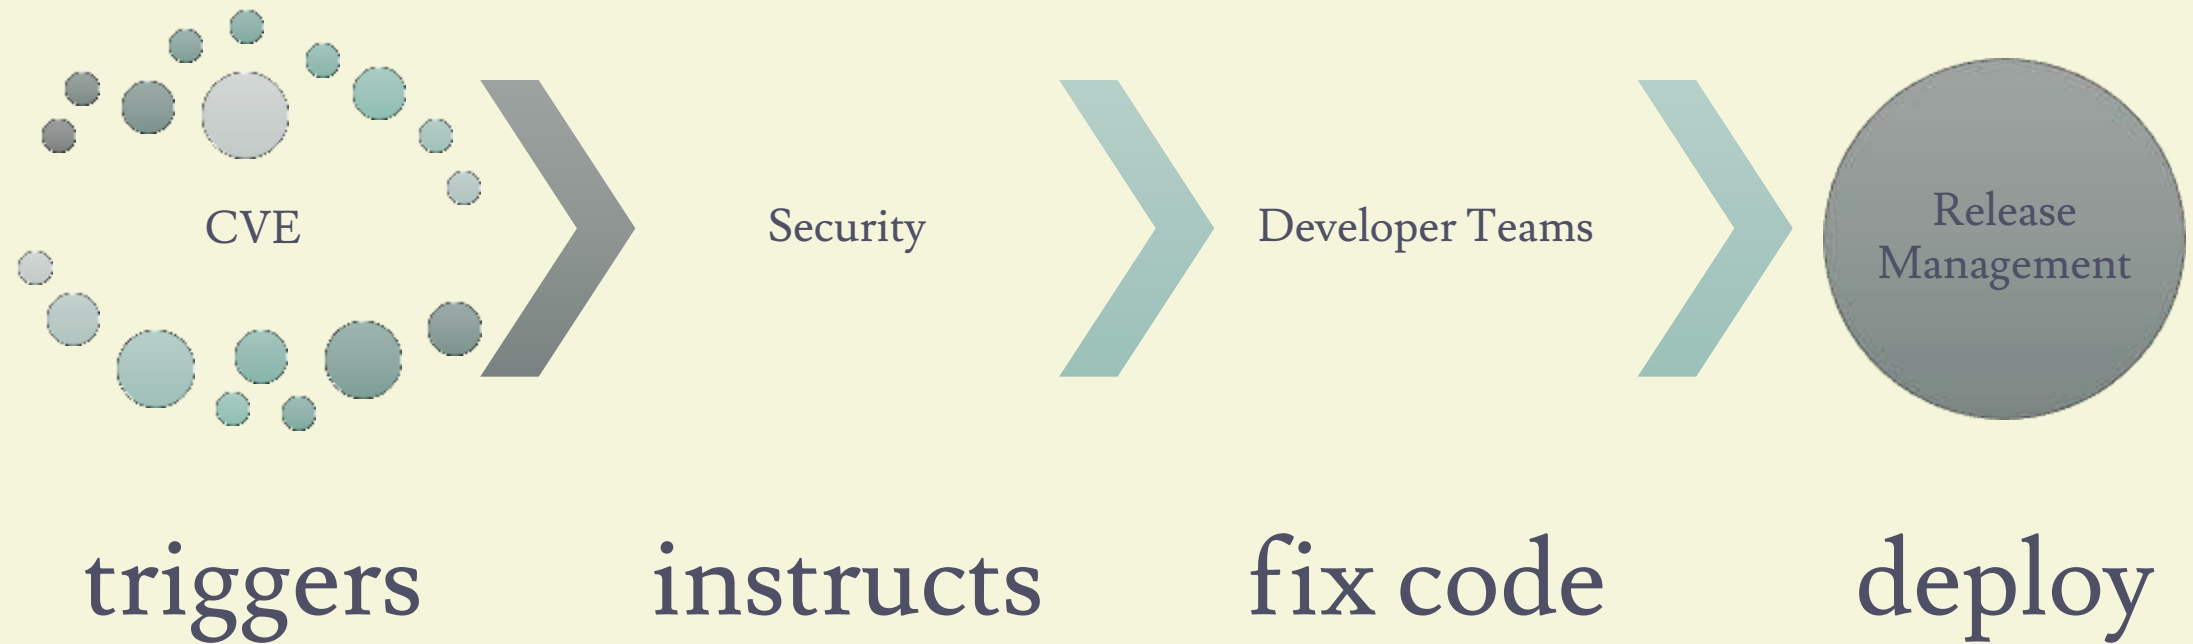 CVE
Security
Developer Teams
Release
Management
triggers
instructs
fix code
deploy